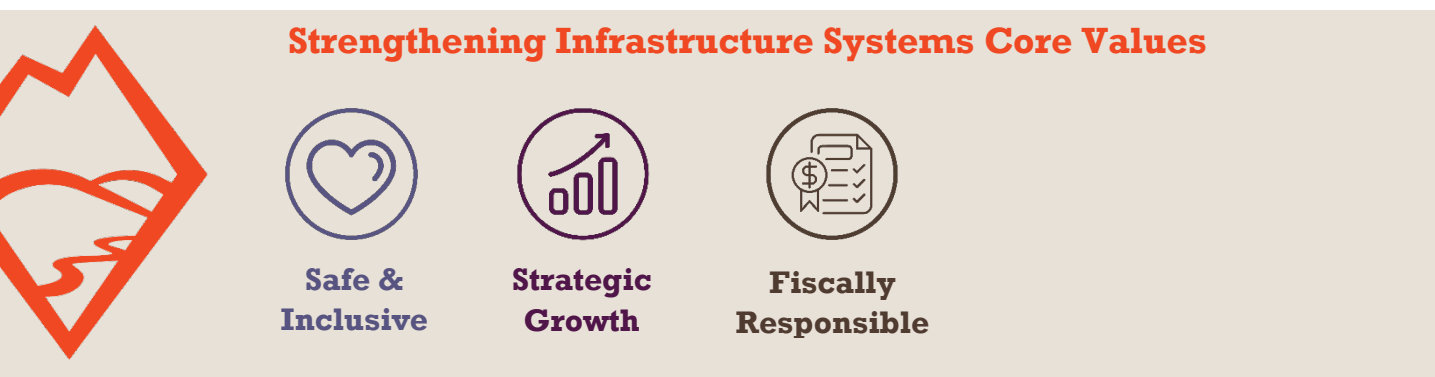 Strengthening Infrastructure Systems Core Values
Safe &
Inclusive
Strategic
Growth
$
Fiscally
Responsible